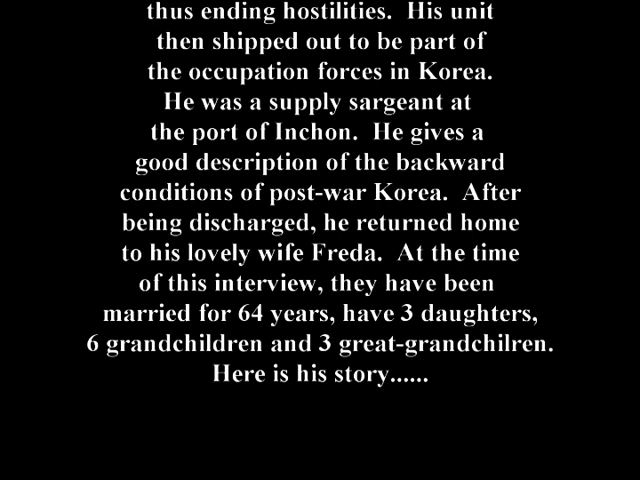 thus ending hostilities.  His unit
then shipped out to be part of
the occupation forces in Korea.
He was a supply sargeant at
the port of Inchon.  He gives a
good description of the backward
conditions of post-war Korea.  After
being discharged, he returned home
to his lovely wife Freda.  At the time
of this interview, they have been
married for 64 years, have 3 daughters,
6 grandchildren and 3 great-grandchilren.
Here is his story......